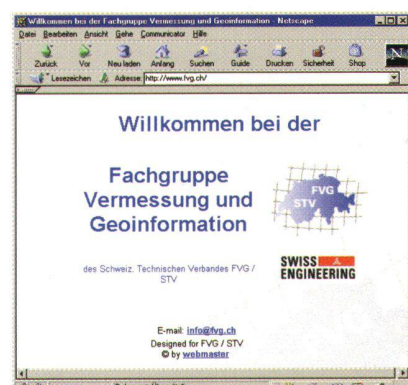 Willkommen bei der Fachgruppe Vermessung und Geoinformation - Netscape
Datei Bearbeiten Ansicht Gehe Communicator Hilfe
Zurück Vor Neu laden Anfang Suchen Guide Drucken Sicherheit Shop
Lesezeichen Adresse http://www.fvg.ch/
Willkommen bei der
Fachgruppe
Vermessung und
Geoinformation
FVG
STV
SWISS
ENGINEERING
des Schweiz. Technischen Verbandes FVG /
STV
E-mail: info@fvg.ch
Designed for FVG / STV
© by webmaster